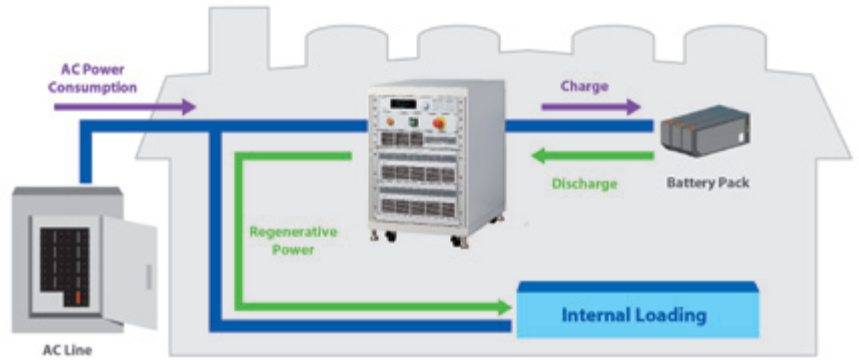 AC Power
Consumption
Charge
Discharge
Battery Pack
Regenerative
Power
Internal Loading
AC Line